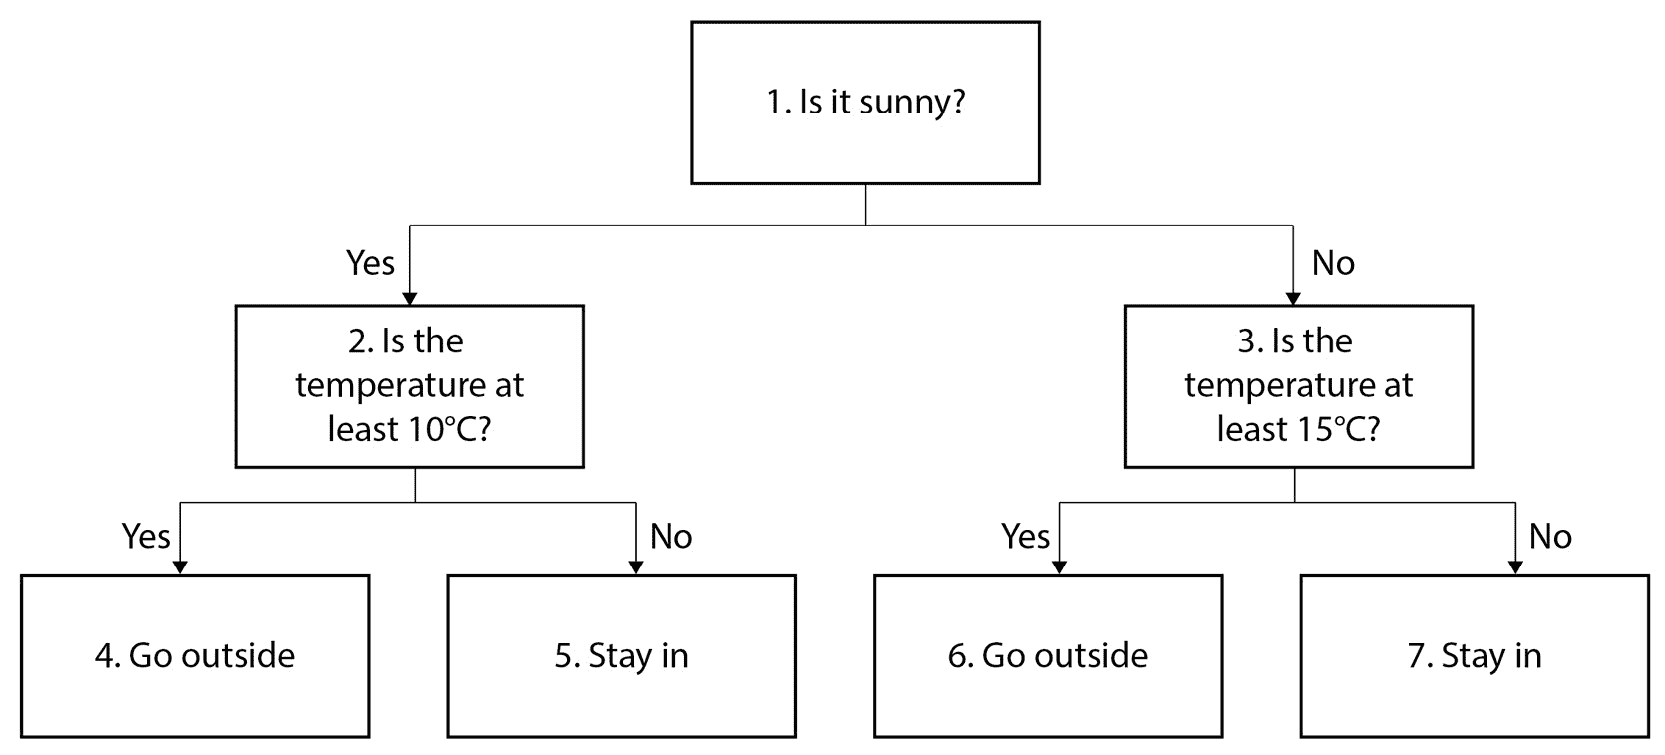 1. Is it sunny?
Yes
No
2. Is the
temperature at
least 10°C?
3. Is the
temperature at
least 15°C?
Yes
No
Yes
No
4. Go outside
5. Stay in
6. Go outside
7. Stay in